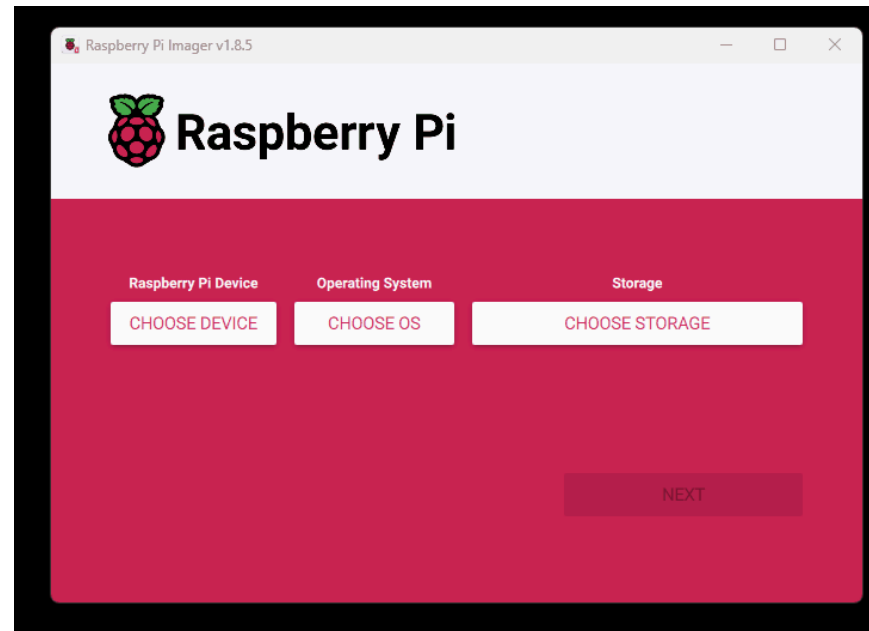 Raspberry Pi Imager v1.8.5
Raspberry Pi
Raspberry Pi Device
Operating System
Storage
CHOOSE DEVICE
CHOOSE OS
CHOOSE STORAGE
NEXT